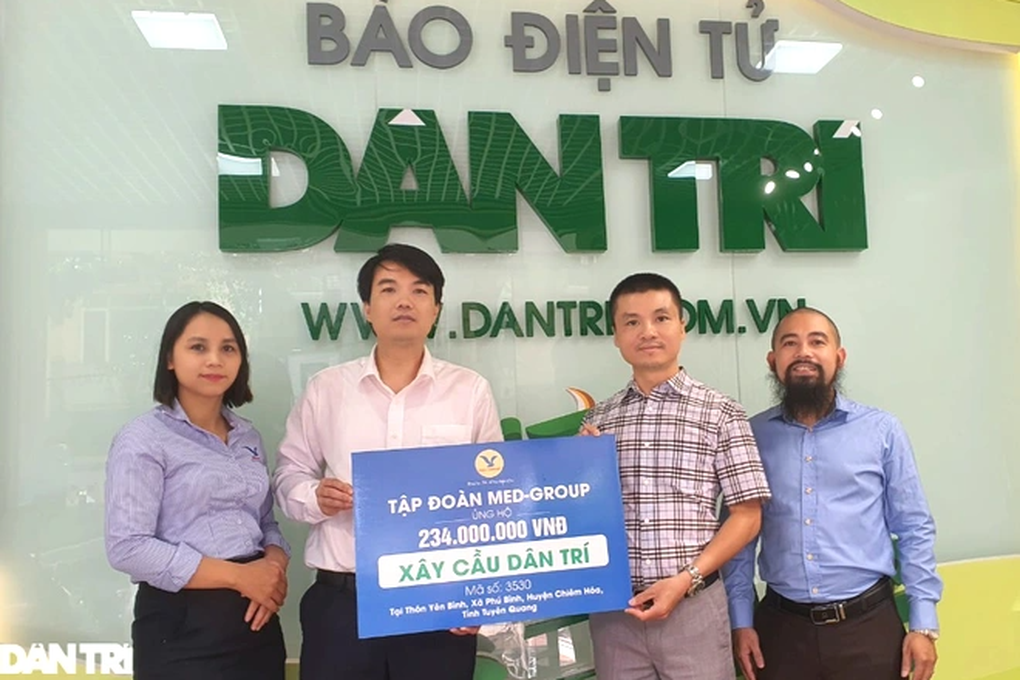 BÁO ĐIỆN TỬ
DÂN TRÍ
WWW.DANTRI.COM.VN
TẬP ĐOÀN MED-GROUP
ỦNG HỘ
234.000.000 VNĐ
XÂY CẦU DÂN TRÍ
Mã số: 3530
Tại Thôn Yên Bình, Xã Phú Bình, Huyện Chiêm Hóa,
Tỉnh Tuyên Quang
DÂN TRÍ